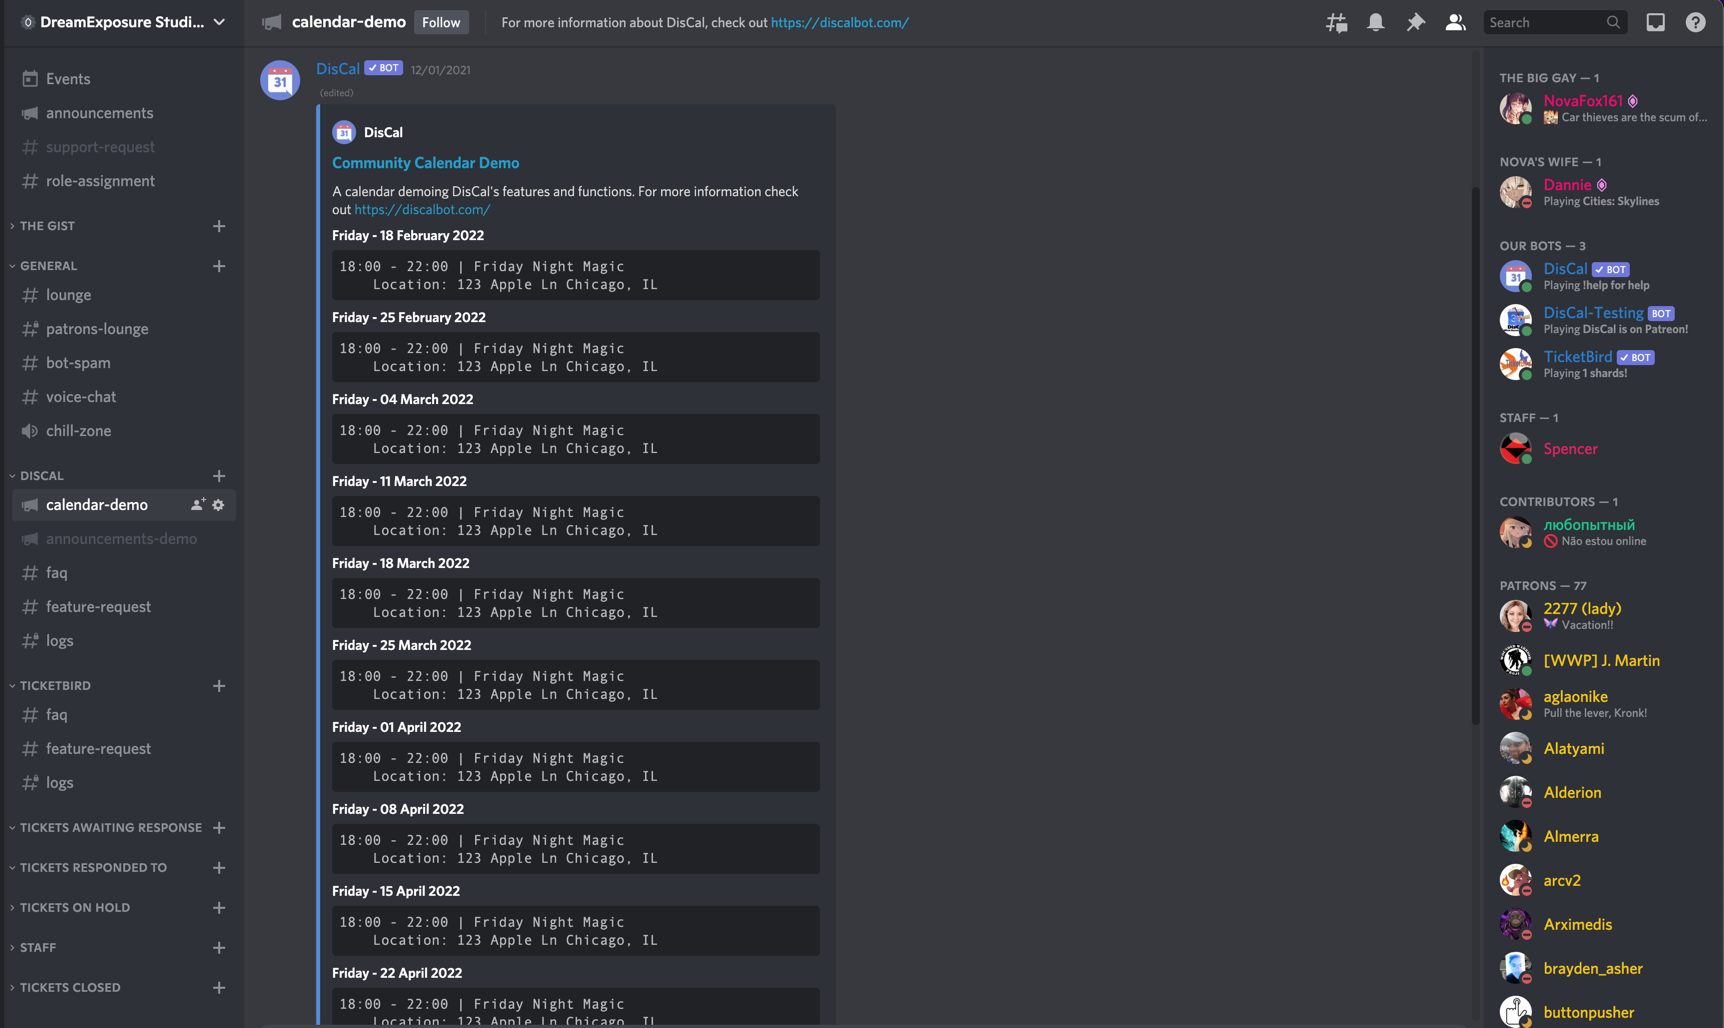 DreamExposure Studi...
Events
announcements
support-request
role-assignment
THE GIST
GENERAL
lounge
patrons-lounge
bot-spam
voice-chat
chill-zone
DISCAL
calendar-demo
announcements-demo
faq
feature-request
logs
TICKETBIRD
faq
feature-request
logs
TICKETS AWAITING RESPONSE
TICKETS RESPONDED TO
TICKETS ON HOLD
STAFF
TICKETS CLOSED
calendar-demo Follow For more information about DisCal, check out https://discalbot.com/
Search
31 DisCal BOT 12/01/2021
(edited)
31 DisCal
Community Calendar Demo
A calendar demoing DisCal's features and functions. For more information check
out https://discalbot.com/
Friday - 18 February 2022
18:00 - 22:00 | Friday Night Magic
Location: 123 Apple Ln Chicago, IL
Friday - 25 February 2022
18:00 - 22:00 | Friday Night Magic
Location: 123 Apple Ln Chicago, IL
Friday - 04 March 2022
18:00 - 22:00 | Friday Night Magic
Location: 123 Apple Ln Chicago, IL
Friday - 11 March 2022
18:00 - 22:00 | Friday Night Magic
Location: 123 Apple Ln Chicago, IL
Friday - 18 March 2022
18:00 - 22:00 | Friday Night Magic
Location: 123 Apple Ln Chicago, IL
Friday - 25 March 2022
18:00 - 22:00 | Friday Night Magic
Location: 123 Apple Ln Chicago, IL
Friday - 01 April 2022
18:00 - 22:00 | Friday Night Magic
Location: 123 Apple Ln Chicago, IL
Friday - 08 April 2022
18:00 - 22:00 | Friday Night Magic
Location: 123 Apple Ln Chicago, IL
Friday - 15 April 2022
18:00 - 22:00 | Friday Night Magic
Location: 123 Apple Ln Chicago, IL
Friday - 22 April 2022
18:00 - 22:00 | Friday Night Magic
Location: 123 Apple Ln Chicago, IL
THE BIG GAY — 1
NovaFox161
Car thieves are the scum of...
NOVA'S WIFE — 1
Dannie
Playing Cities: Skylines
OUR BOTS — 3
31 DisCal BOT
Playing !help for help
DisCal-Testing BOT
Playing DisCal is on Patreon!
TicketBird BOT
Playing 1 shards!
STAFF — 1
Spencer
CONTRIBUTORS — 1
любопытный
Não estou online
PATRONS — 77
2277 (lady)
Vacation!!
[WWP] J. Martin
aglaonike
Pull the lever, Kronk!
Alatyami
Alderion
Almerra
arcv2
Arximedis
brayden_asher
buttonpusher